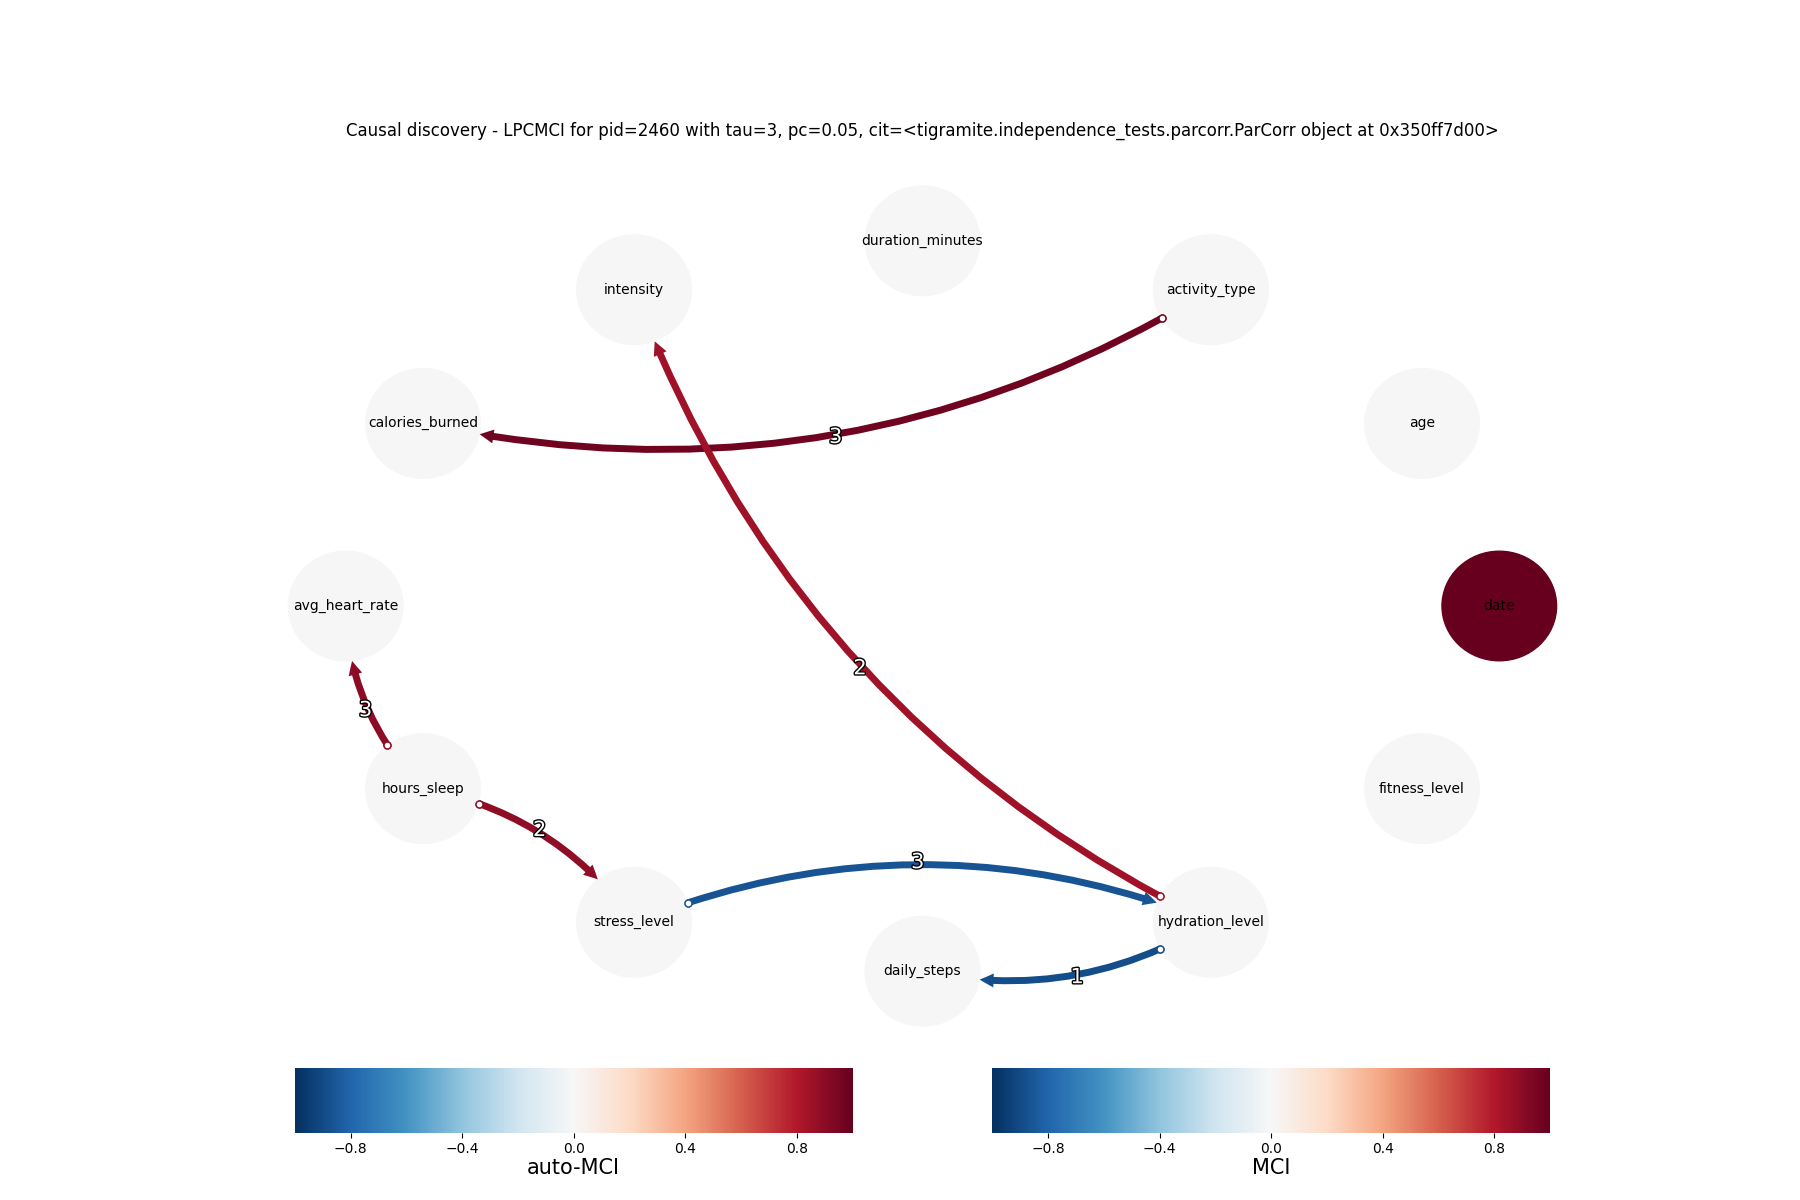 Causal discovery - LPCMCI for pid=2460 with tau=3, pc=0.05, cit=<tigramite.independence_tests.parcorr.ParCorr object at 0x350ff7d00>
duration_minutes
intensity
activity_type
calories_burned
age
3
avg_heart_rate
date
2
3
hours_sleep
fitness_level
2
3
stress_level
hydration_level
daily_steps
1
−0.8 −0.4 0.0 0.4 0.8
auto-MCI
−0.8 −0.4 0.0 0.4 0.8
MCI